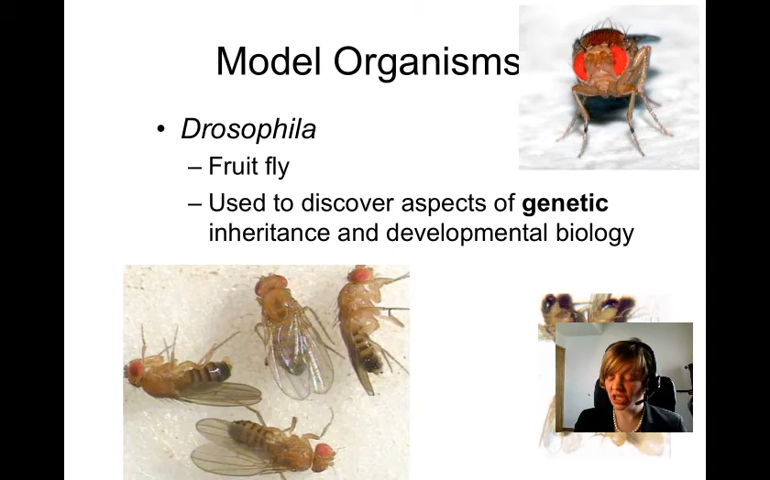 Model Organisms
• Drosophila
– Fruit fly
– Used to discover aspects of genetic
inheritance and developmental biology